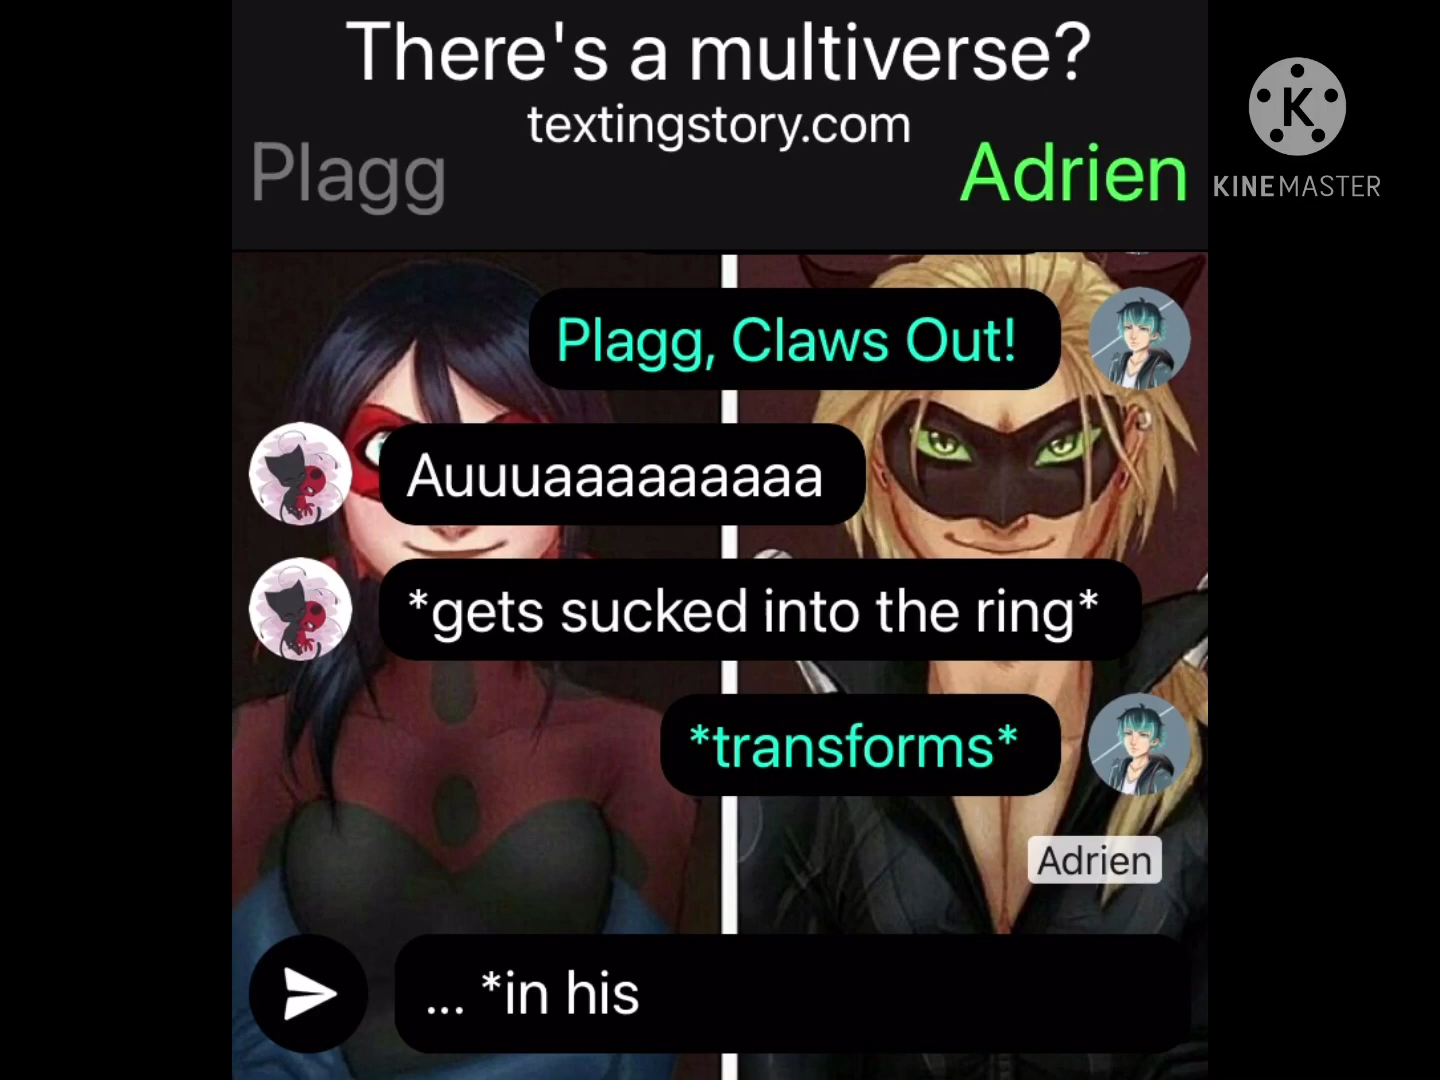 There's a multiverse?
textingstory.com
Plagg
Adrien
KINEMASTER
Plagg, Claws Out!
Auuuaaaaaaaaa
*gets sucked into the ring*
*transforms*
Adrien
... *in his